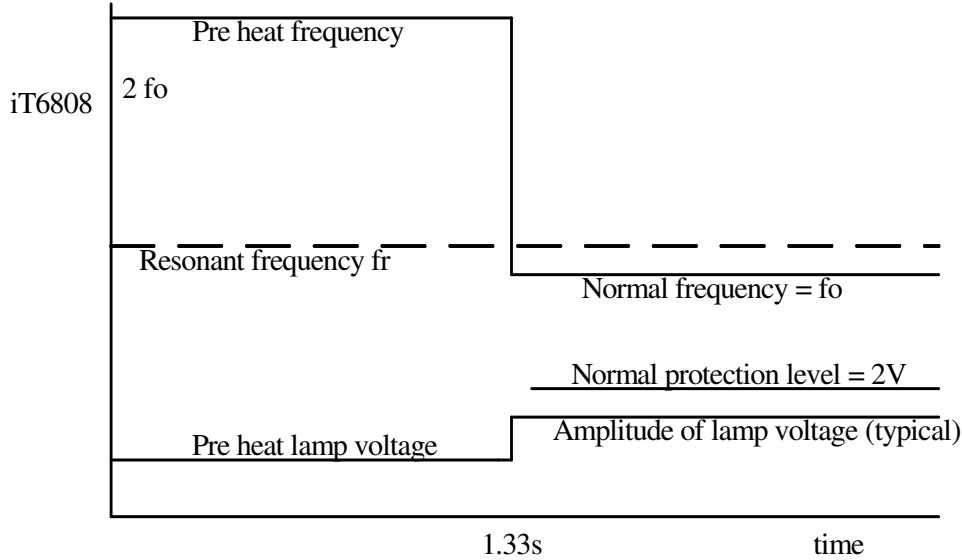 Pre heat frequency
2 fo
iT6808
Resonant frequency fr
Normal frequency = fo
Normal protection level = 2V
Amplitude of lamp voltage (typical)
Pre heat lamp voltage
1.33s
time